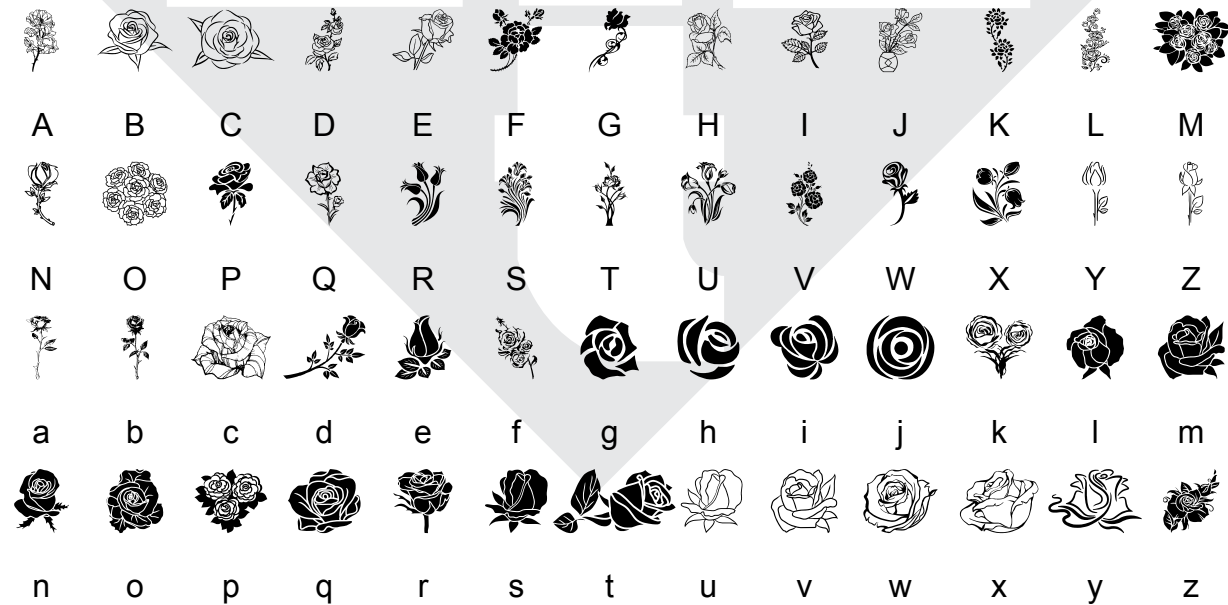 A B C D E F G H I J K L M
N O P Q R S T U V W X Y Z
a b c d e f g h i j k l m
n o p q r s t u v w x y z